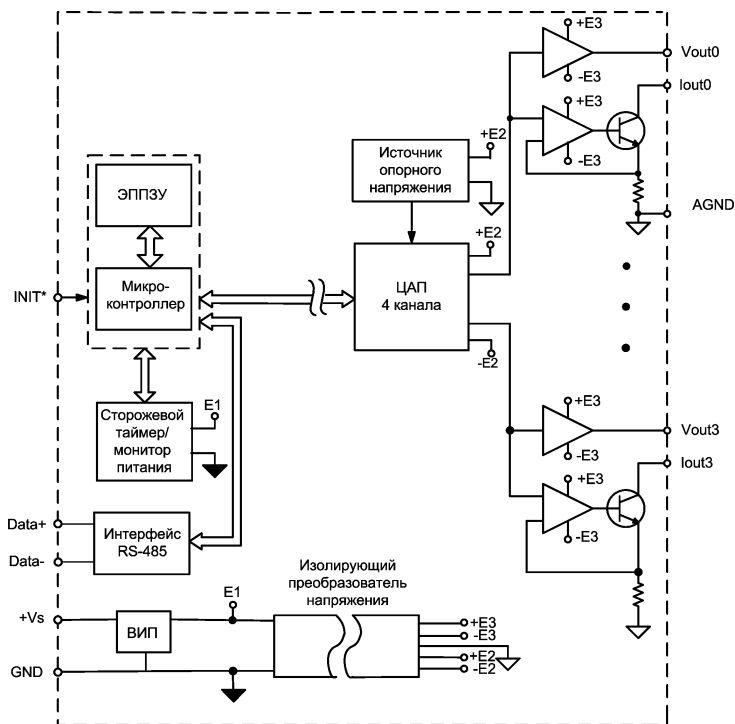 +E3
Vout0
-E3
Iout0
+E3
-E3
AGND
Источник
опорного
напряжения
+E2
ЭППЗУ
Микро-
контроллер
INIT*
ЦАП
4 канала
+E2
-E2
Сторожевой
таймер/
монитор
питания
E1
+E3
Vout3
-E3
Iout3
+E3
-E3
Data+
Data-
Интерфейс
RS-485
Изолирующий
преобразователь
напряжения
+Vs
ВИП
E1
GND
+E3
-E3
+E2
-E2